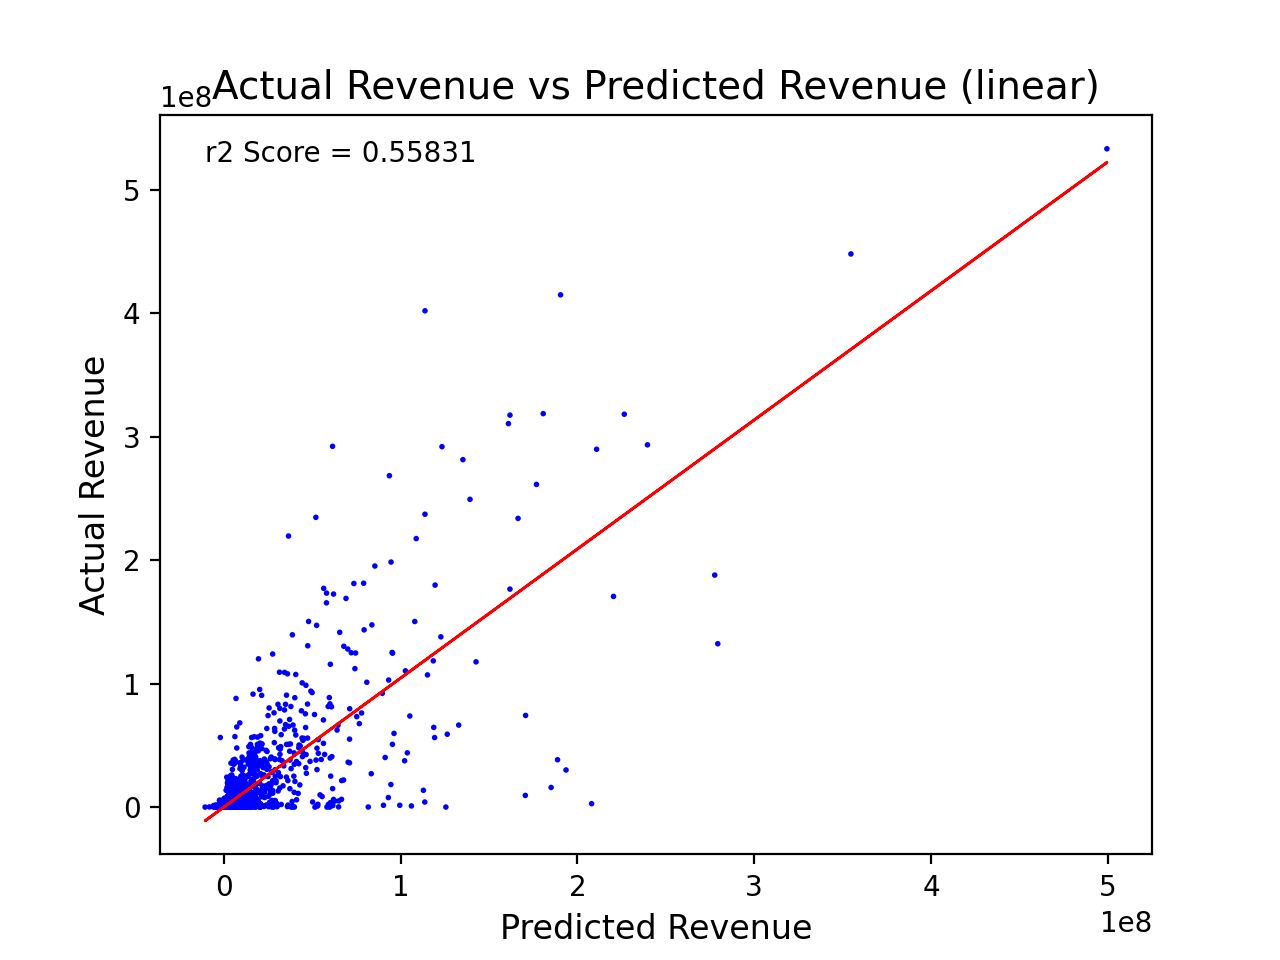 Actual Revenue vs Predicted Revenue (linear)
1e8
r2 Score = 0.55831
5
4
3
2
1
0
Actual Revenue
0 1 2 3 4 5
1e8
Predicted Revenue